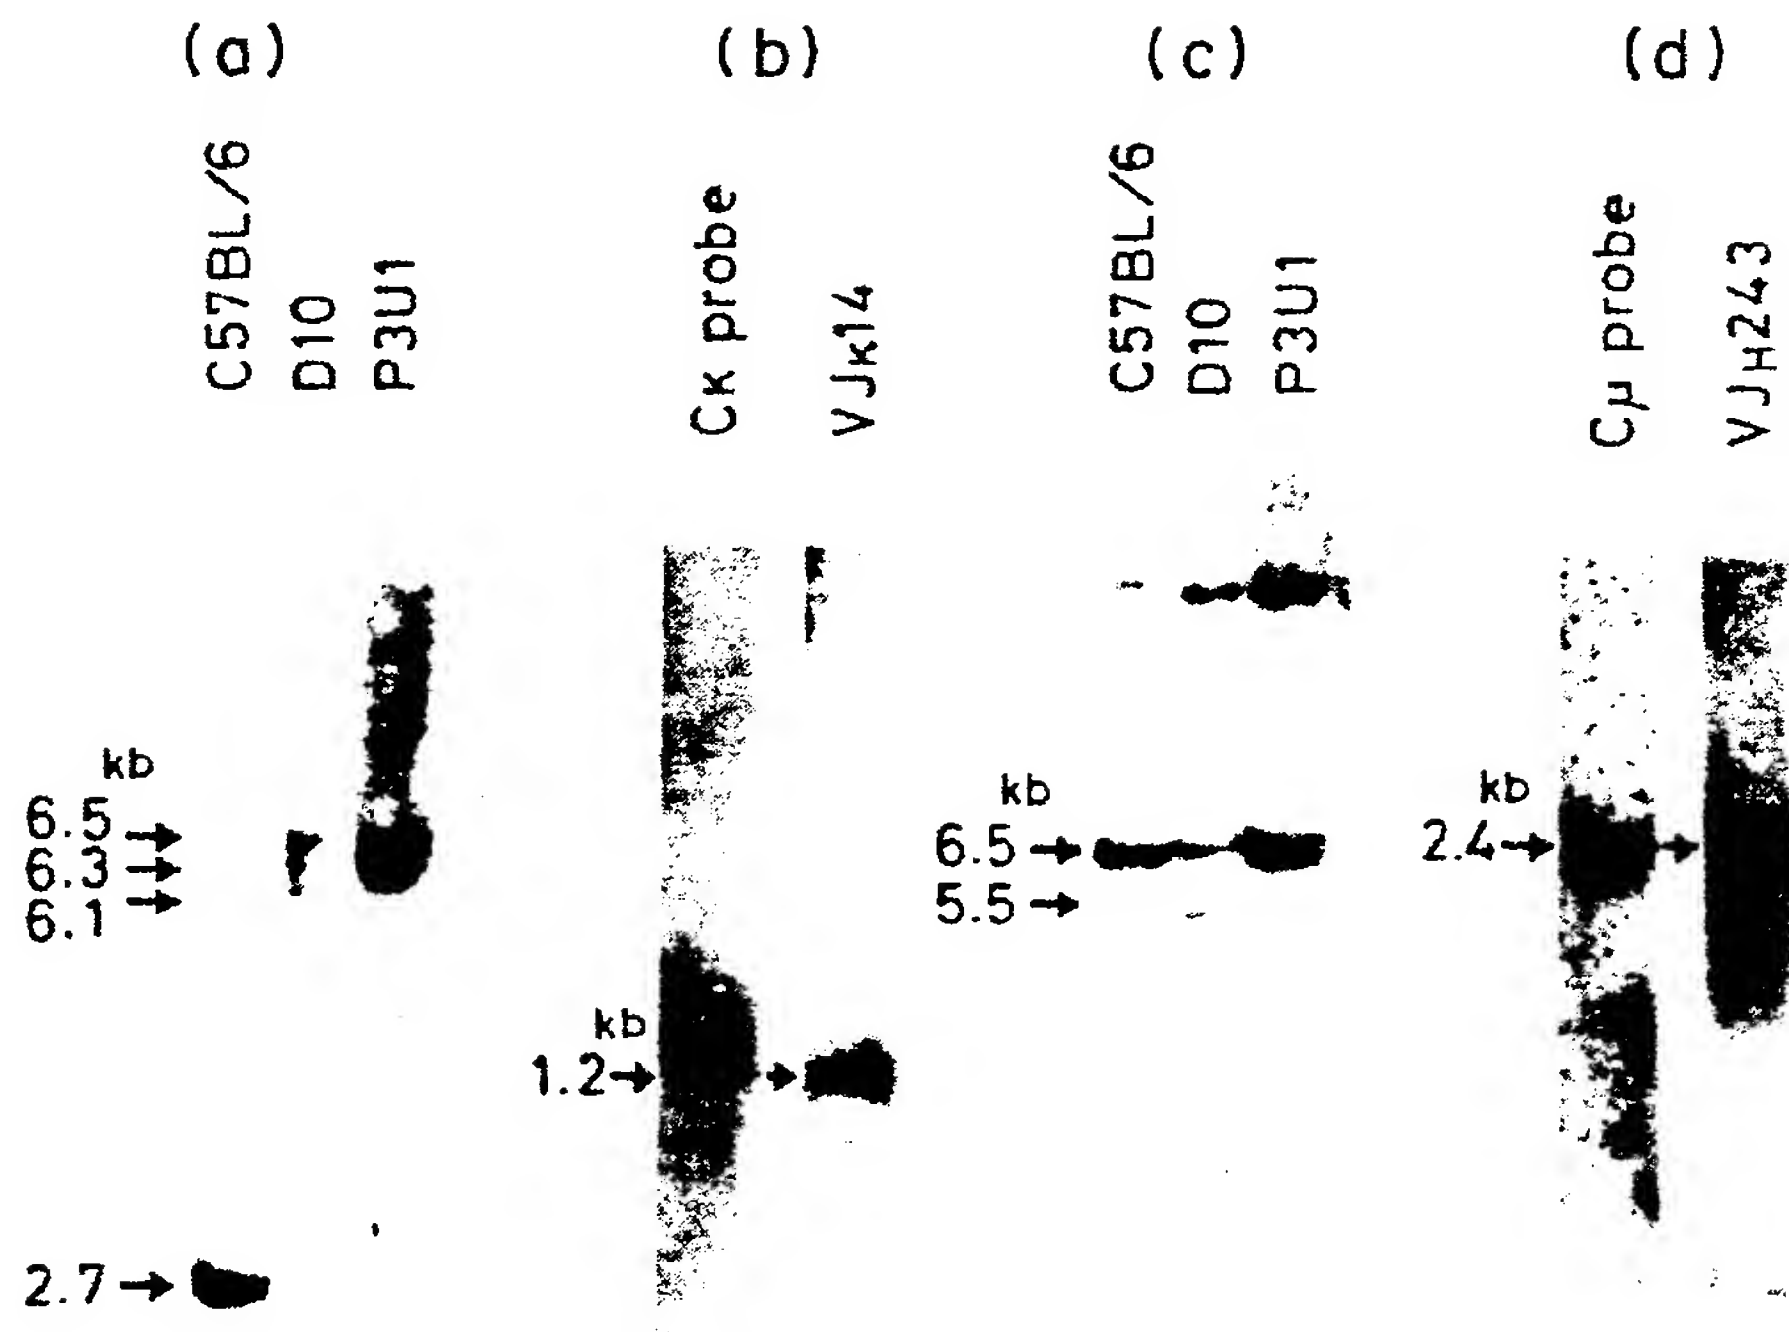 (a)
C57BL/6
D10
P3U1
kb
6.5
6.3
6.1
2.7
(b)
Cκ probe
VJκ14
kb
1.2
(c)
C57BL/6
D10
P3U1
kb
6.5
5.5
(d)
Cμ probe
VJH243
kb
2.4